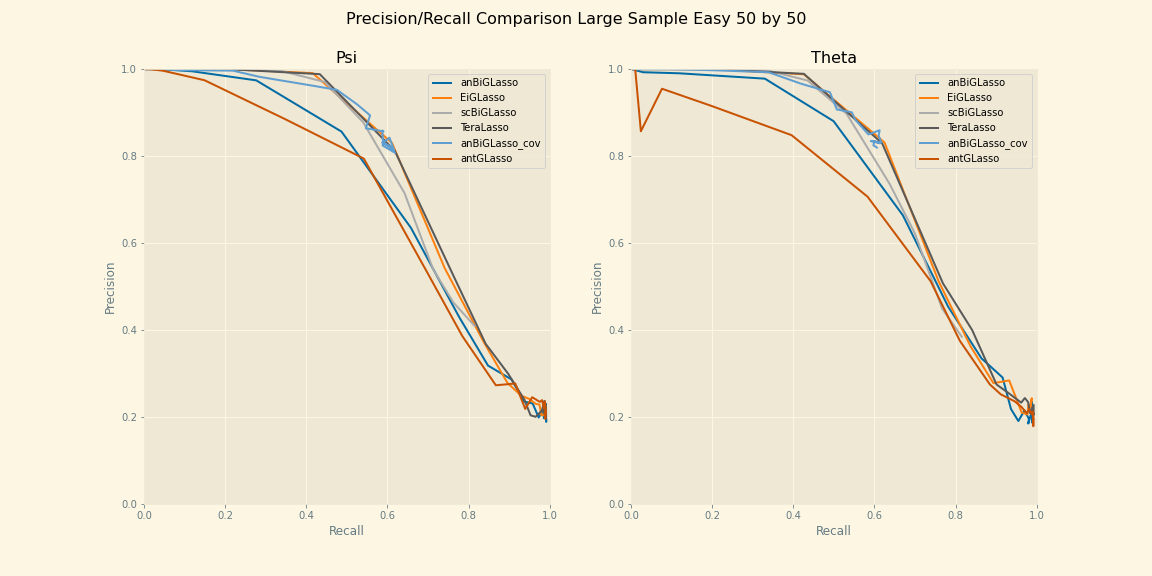 Precision/Recall Comparison Large Sample Easy 50 by 50
Psi
1.0
0.8
0.6
0.4
0.2
0.0
Precision
0.0 0.2 0.4 0.6 0.8 1.0
Recall
anBiGLasso
EiGLasso
scBiGLasso
TeraLasso
anBiGLasso_cov
antGLasso
Theta
1.0
0.8
0.6
0.4
0.2
0.0
Precision
0.0 0.2 0.4 0.6 0.8 1.0
Recall
anBiGLasso
EiGLasso
scBiGLasso
TeraLasso
anBiGLasso_cov
antGLasso